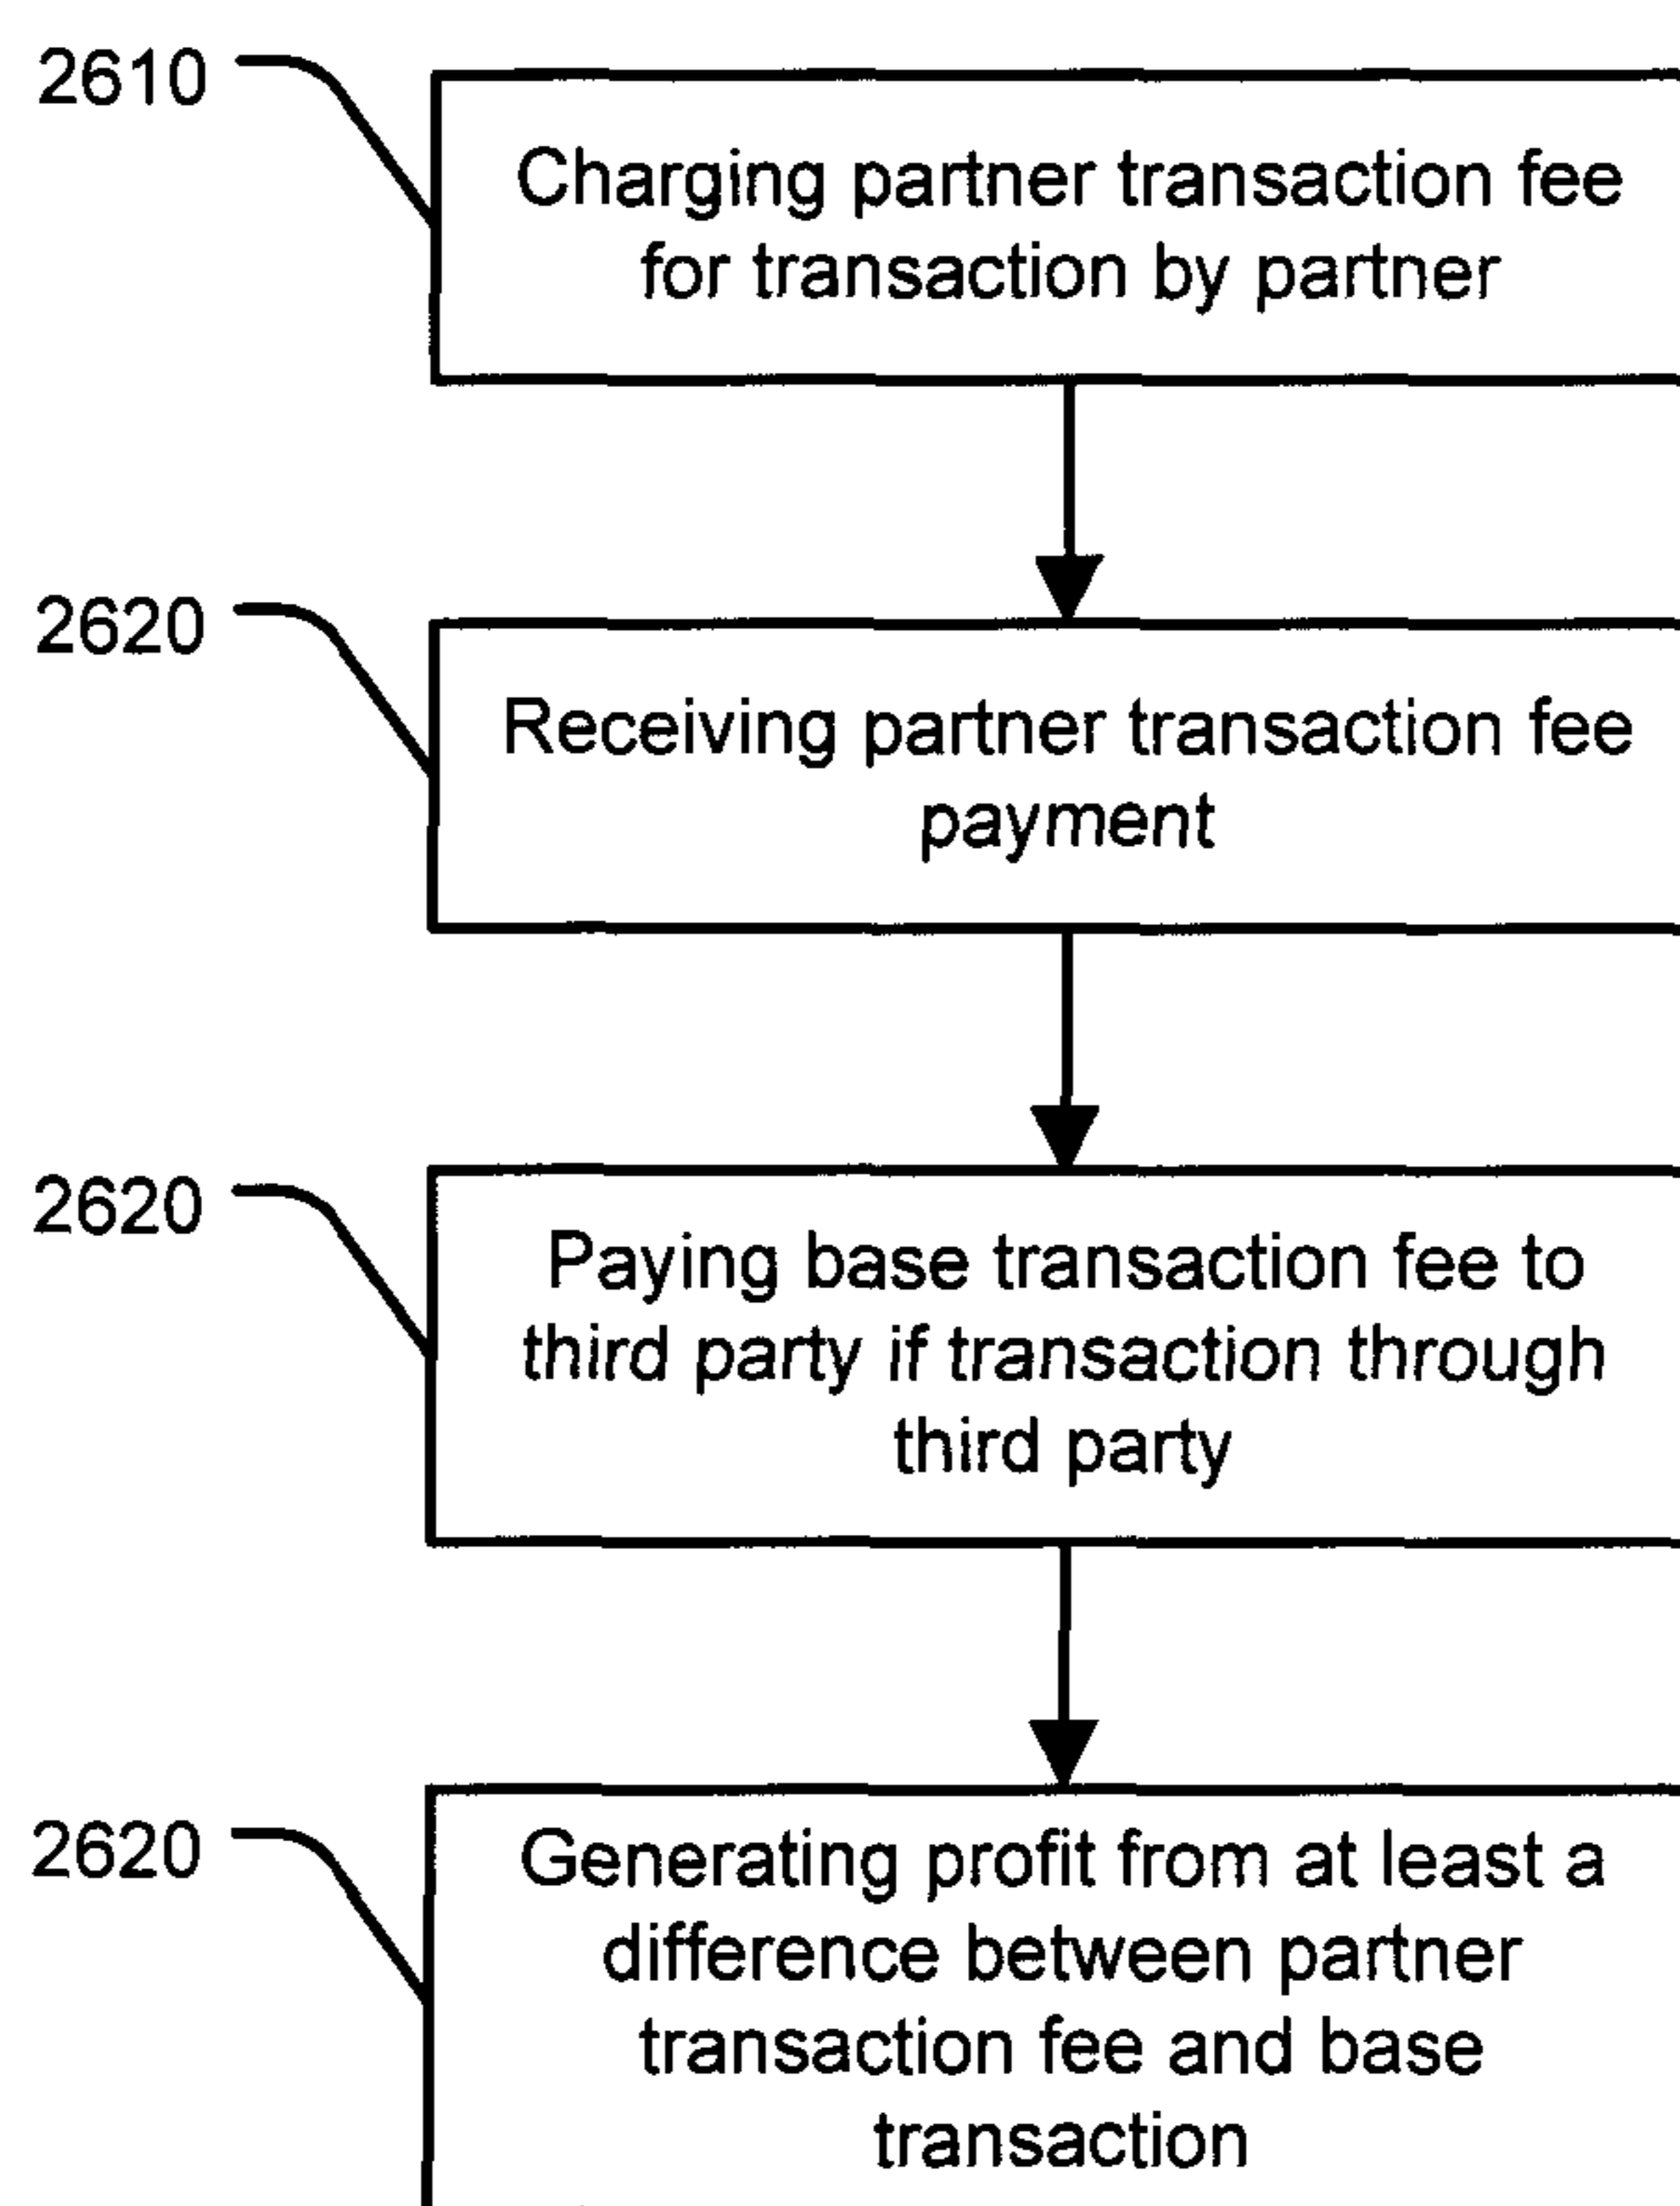 2610
Charging partner transaction fee
for transaction by partner
2620
Receiving partner transaction fee
payment
2620
Paying base transaction fee to
third party if transaction through
third party
2620
Generating profit from at least a
difference between partner
transaction fee and base
transaction